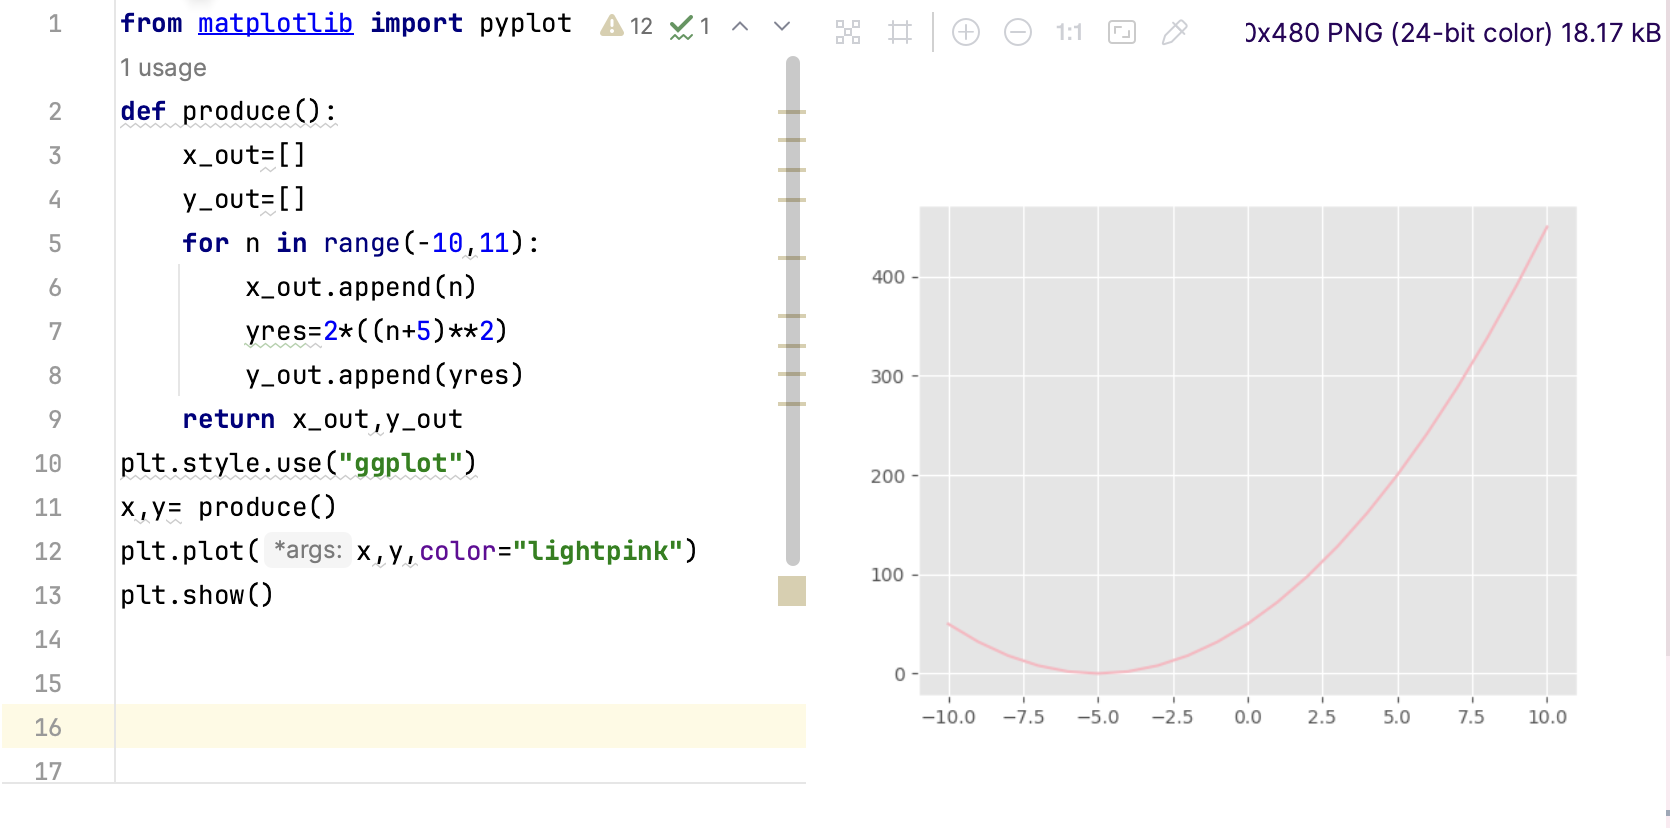 1 from matplotlib import pyplot 12 1
1 usage
2 def produce():
3 x_out=[]
4 y_out=[]
5 for n in range(-10,11):
6 x_out.append(n)
7 yres=2*((n+5)**2)
8 y_out.append(yres)
9 return x_out,y_out
10 plt.style.use("ggplot")
11 x,y= produce()
12 plt.plot( *args: x,y,color="lightpink")
13 plt.show()
14
15
16
17
1:1 0x480 PNG (24-bit color) 18.17 kB
400
300
200
100
0
−10.0 −7.5 −5.0 −2.5 0.0 2.5 5.0 7.5 10.0